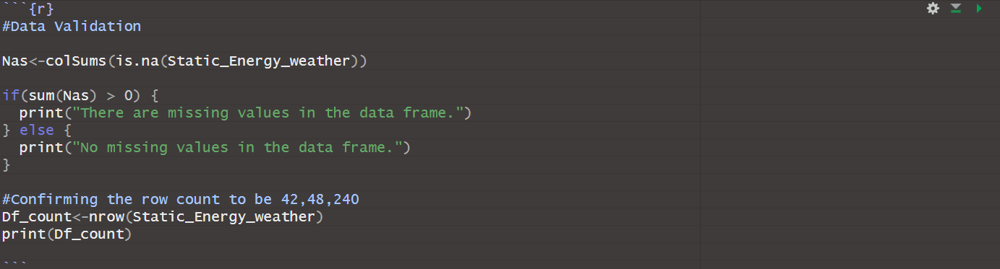 ```{r}
#Data Validation
Nas<-colSums(is.na(Static_Energy_weather))
if(sum(Nas) > 0) {
  print("There are missing values in the data frame.")
} else {
  print("No missing values in the data frame.")
}
#Confirming the row count to be 42,48,240
Df_count<-nrow(Static_Energy_weather)
print(Df_count)
```